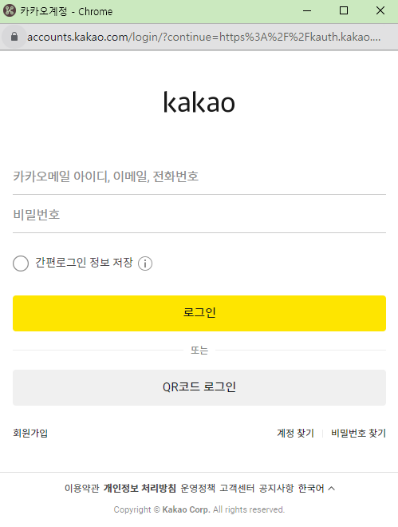 카카오계정 - Chrome
accounts.kakao.com/login/?continue=https%3A%2F%2Fkauth.kakao....
kakao
카카오메일 아이디, 이메일, 전화번호
비밀번호
간편로그인 정보 저장
로그인
또는
QR코드 로그인
회원가입 계정 찾기 비밀번호 찾기
이용약관 개인정보 처리방침 운영정책 고객센터 공지사항 한국어
Copyright © Kakao Corp. All rights reserved.